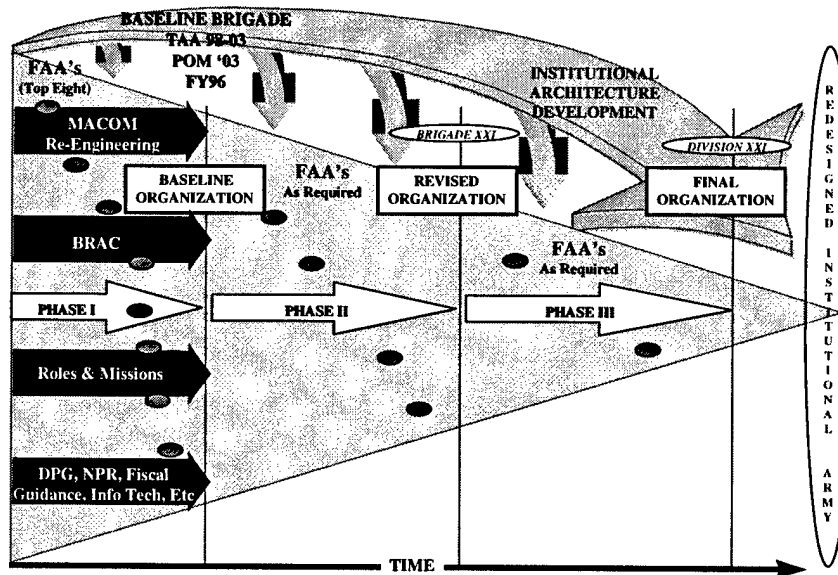 BASELINE BRIGADE
TAA 98-03
POM '03
FY96
FAA's
(Top Eight)
INSTITUTIONAL
ARCHITECTURE
DEVELOPMENT
MACOM
Re-Engineering
BRIGADE XXI
DIVISION XXI
BASELINE
ORGANIZATION
FAA's
As Required
REVISED
ORGANIZATION
FINAL
ORGANIZATION
BRAC
FAA's
As Required
PHASE I
PHASE II
PHASE III
Roles & Missions
DPG, NPR, Fiscal
Guidance, Info Tech, Etc
TIME
REDESIGNED INSTITUTIONAL ARMY